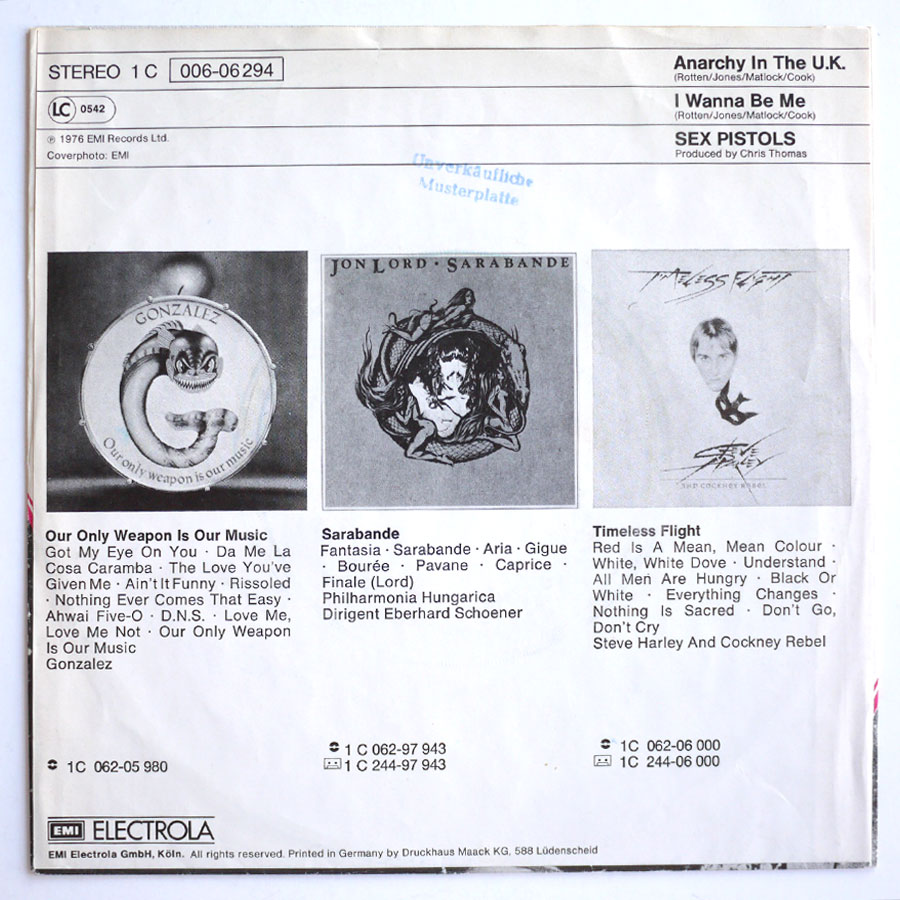 STEREO 1 C 006-06294
LC 0542
℗ 1976 EMI Records Ltd.
Coverphoto: EMI
Anarchy In The U.K.
(Rotten/Jones/Matlock/Cook)
I Wanna Be Me
(Rotten/Jones/Matlock/Cook)
SEX PISTOLS
Produced by Chris Thomas
Unverkäufliche
Musterplatte
GONZALEZ
Our only weapon is our music
JON LORD · SARABANDE
TIMELESS FLIGHT
STEVE HARLEY
AND COCKNEY REBEL
Our Only Weapon Is Our Music
Got My Eye On You · Da Me La
Cosa Caramba · The Love You've
Given Me · Ain't It Funny · Rissoled
· Nothing Ever Comes That Easy ·
Ahwai Five-O · D.N.S. · Love Me,
Love Me Not · Our Only Weapon
Is Our Music
Gonzalez
1C 062-05 980
Sarabande
Fantasia · Sarabande · Aria · Gigue
· Bourée · Pavane · Caprice ·
Finale (Lord)
Philharmonia Hungarica
Dirigent Eberhard Schoener
1 C 062-97 943
1 C 244-97 943
Timeless Flight
Red Is A Mean, Mean Colour ·
White, White Dove · Understand ·
All Men Are Hungry · Black Or
White · Everything Changes ·
Nothing Is Sacred · Don't Go,
Don't Cry
Steve Harley And Cockney Rebel
1C 062-06 000
1C 244-06 000
EMI ELECTROLA
EMI Electrola GmbH, Köln. All rights reserved. Printed in Germany by Druckhaus Maack KG, 588 Lüdenscheid